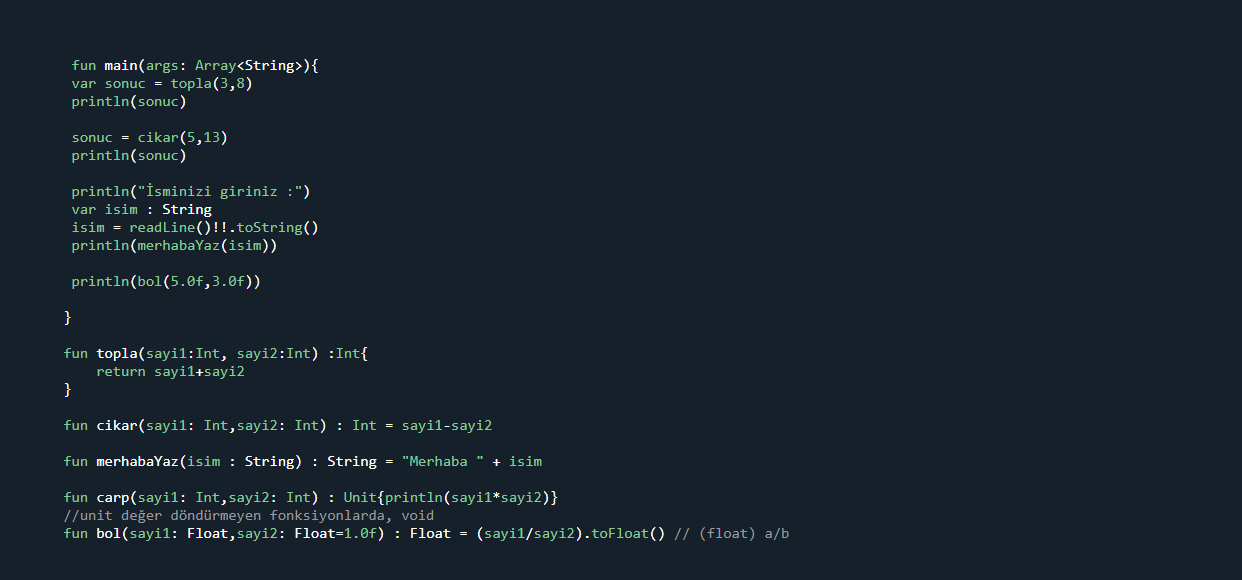 fun main(args: Array<String>){
var sonuc = topla(3,8)
println(sonuc)
sonuc = cikar(5,13)
println(sonuc)
println("İsminizi giriniz :")
var isim : String
isim = readLine()!!.toString()
println(merhabaYaz(isim))
println(bol(5.0f,3.0f))
}
fun topla(sayi1:Int, sayi2:Int) :Int{
return sayi1+sayi2
}
fun cikar(sayi1: Int,sayi2: Int) : Int = sayi1-sayi2
fun merhabaYaz(isim : String) : String = "Merhaba " + isim
fun carp(sayi1: Int,sayi2: Int) : Unit{println(sayi1*sayi2)}
//unit değer döndürmeyen fonksiyonlarda, void
fun bol(sayi1: Float,sayi2: Float=1.0f) : Float = (sayi1/sayi2).toFloat() // (float) a/b